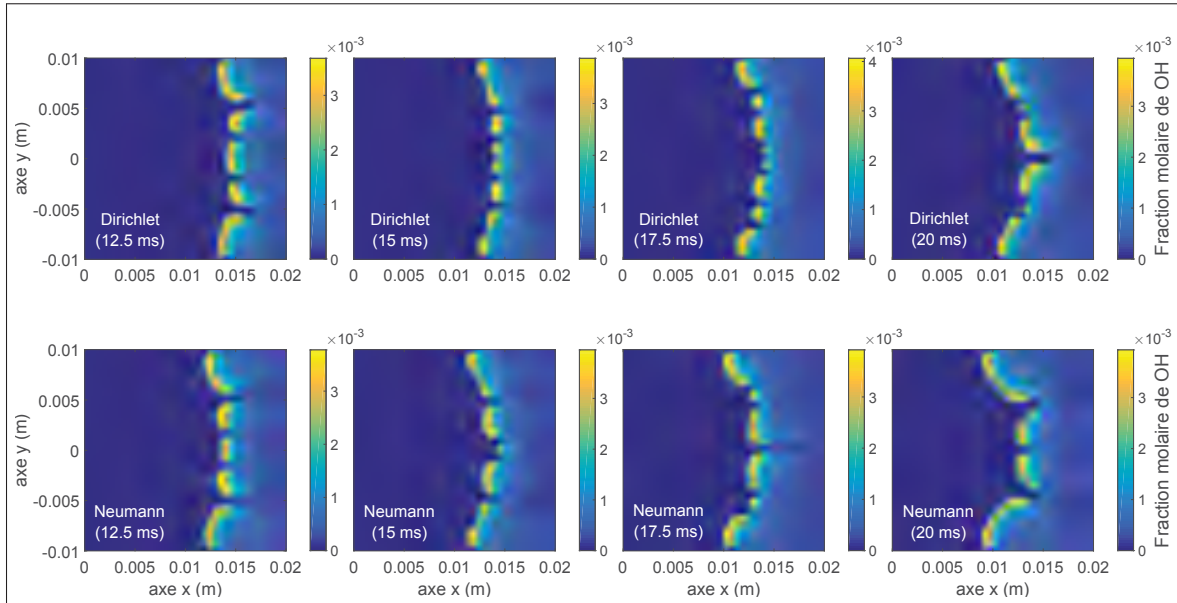 ×10⁻³ ×10⁻³ ×10⁻³ ×10⁻³
0.01 3 3 4 3
0.005 2 2 3 2
0 1 1 2 1
-0.005 0 0 1 0
-0.01 0
axe y (m)
Dirichlet
(12.5 ms)
Dirichlet
(15 ms)
Dirichlet
(17.5 ms)
Dirichlet
(20 ms)
Fraction molaire de OH
0 0.005 0.01 0.015 0.02 0 0.005 0.01 0.015 0.02 0 0.005 0.01 0.015 0.02 0 0.005 0.01 0.015 0.02
×10⁻³ ×10⁻³ ×10⁻³ ×10⁻³
0.01 3 3 3 3
0.005 2 2 2 2
0 1 1 1 1
-0.005 0 0 0 0
-0.01
axe y (m)
Neumann
(12.5 ms)
Neumann
(15 ms)
Neumann
(17.5 ms)
Neumann
(20 ms)
Fraction molaire de OH
0 0.005 0.01 0.015 0.02 0 0.005 0.01 0.015 0.02 0 0.005 0.01 0.015 0.02 0 0.005 0.01 0.015 0.02
axe x (m) axe x (m) axe x (m) axe x (m)